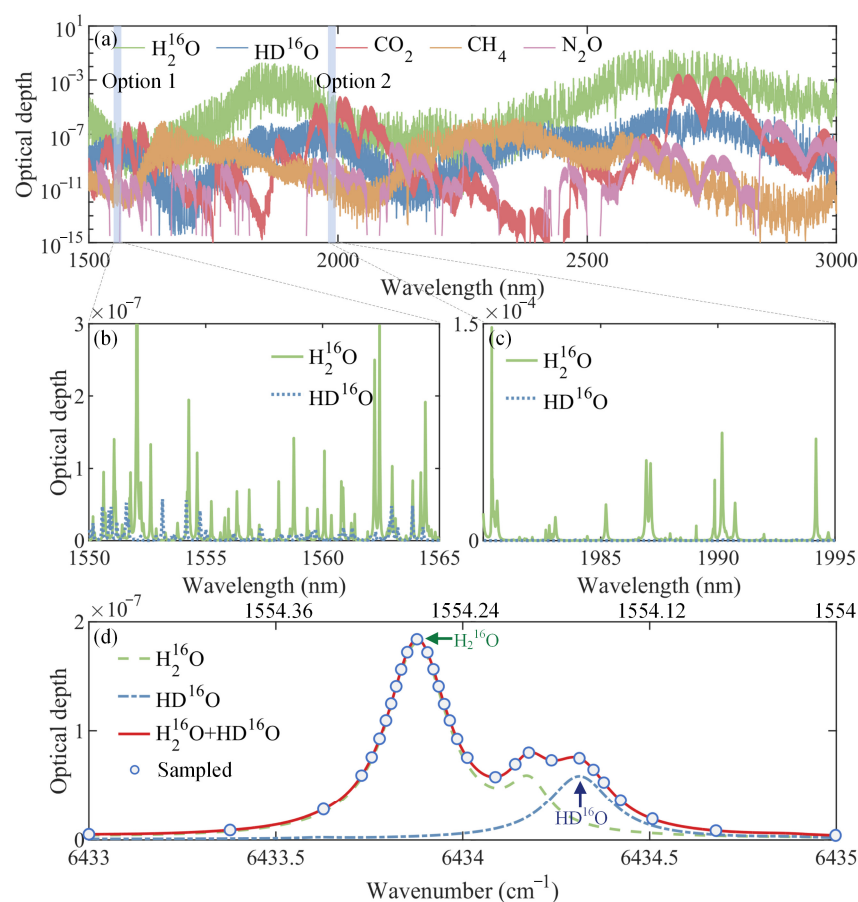 (a)
H₂¹⁶O HD¹⁶O CO₂ CH₄ N₂O
Option 1 Option 2
10¹
10⁻³
10⁻⁷
10⁻¹¹
10⁻¹⁵
Optical depth
1500 2000 2500 3000
Wavelength (nm)
×10⁻⁷
(b)
H₂¹⁶O
HD¹⁶O
3
2
1
0
Optical depth
1550 1555 1560 1565
Wavelength (nm)
×10⁻⁴
1.5
(c)
H₂¹⁶O
HD¹⁶O
0
1985 1990 1995
Wavelength (nm)
×10⁻⁷
1554.36 1554.24 1554.12 1554
(d)
H₂¹⁶O
H₂¹⁶O
HD¹⁶O
H₂¹⁶O+HD¹⁶O
Sampled
HD¹⁶O
2
1
0
Optical depth
6433 6433.5 6434 6434.5 6435
Wavenumber (cm⁻¹)